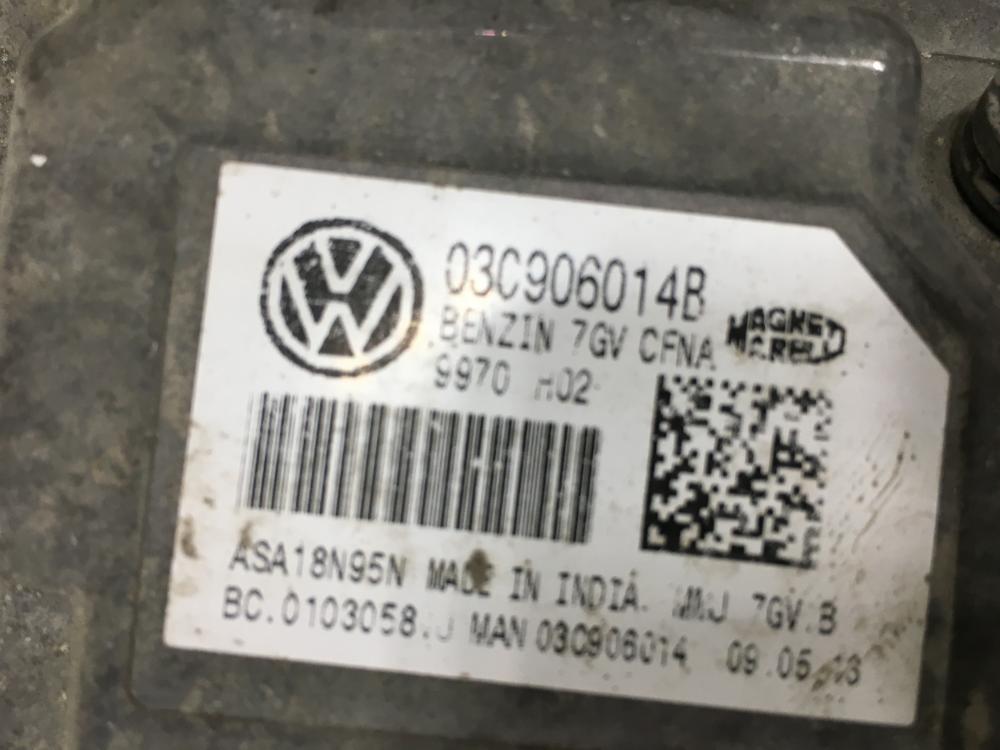 03C906014B
BENZIN 7GV CFNA
MAGNETI MARELLI
9970 H02
ASA18N95N MADE IN INDIA. MMJ 7GV.B
BC.0103058.J MAN 03C906014 09.05.